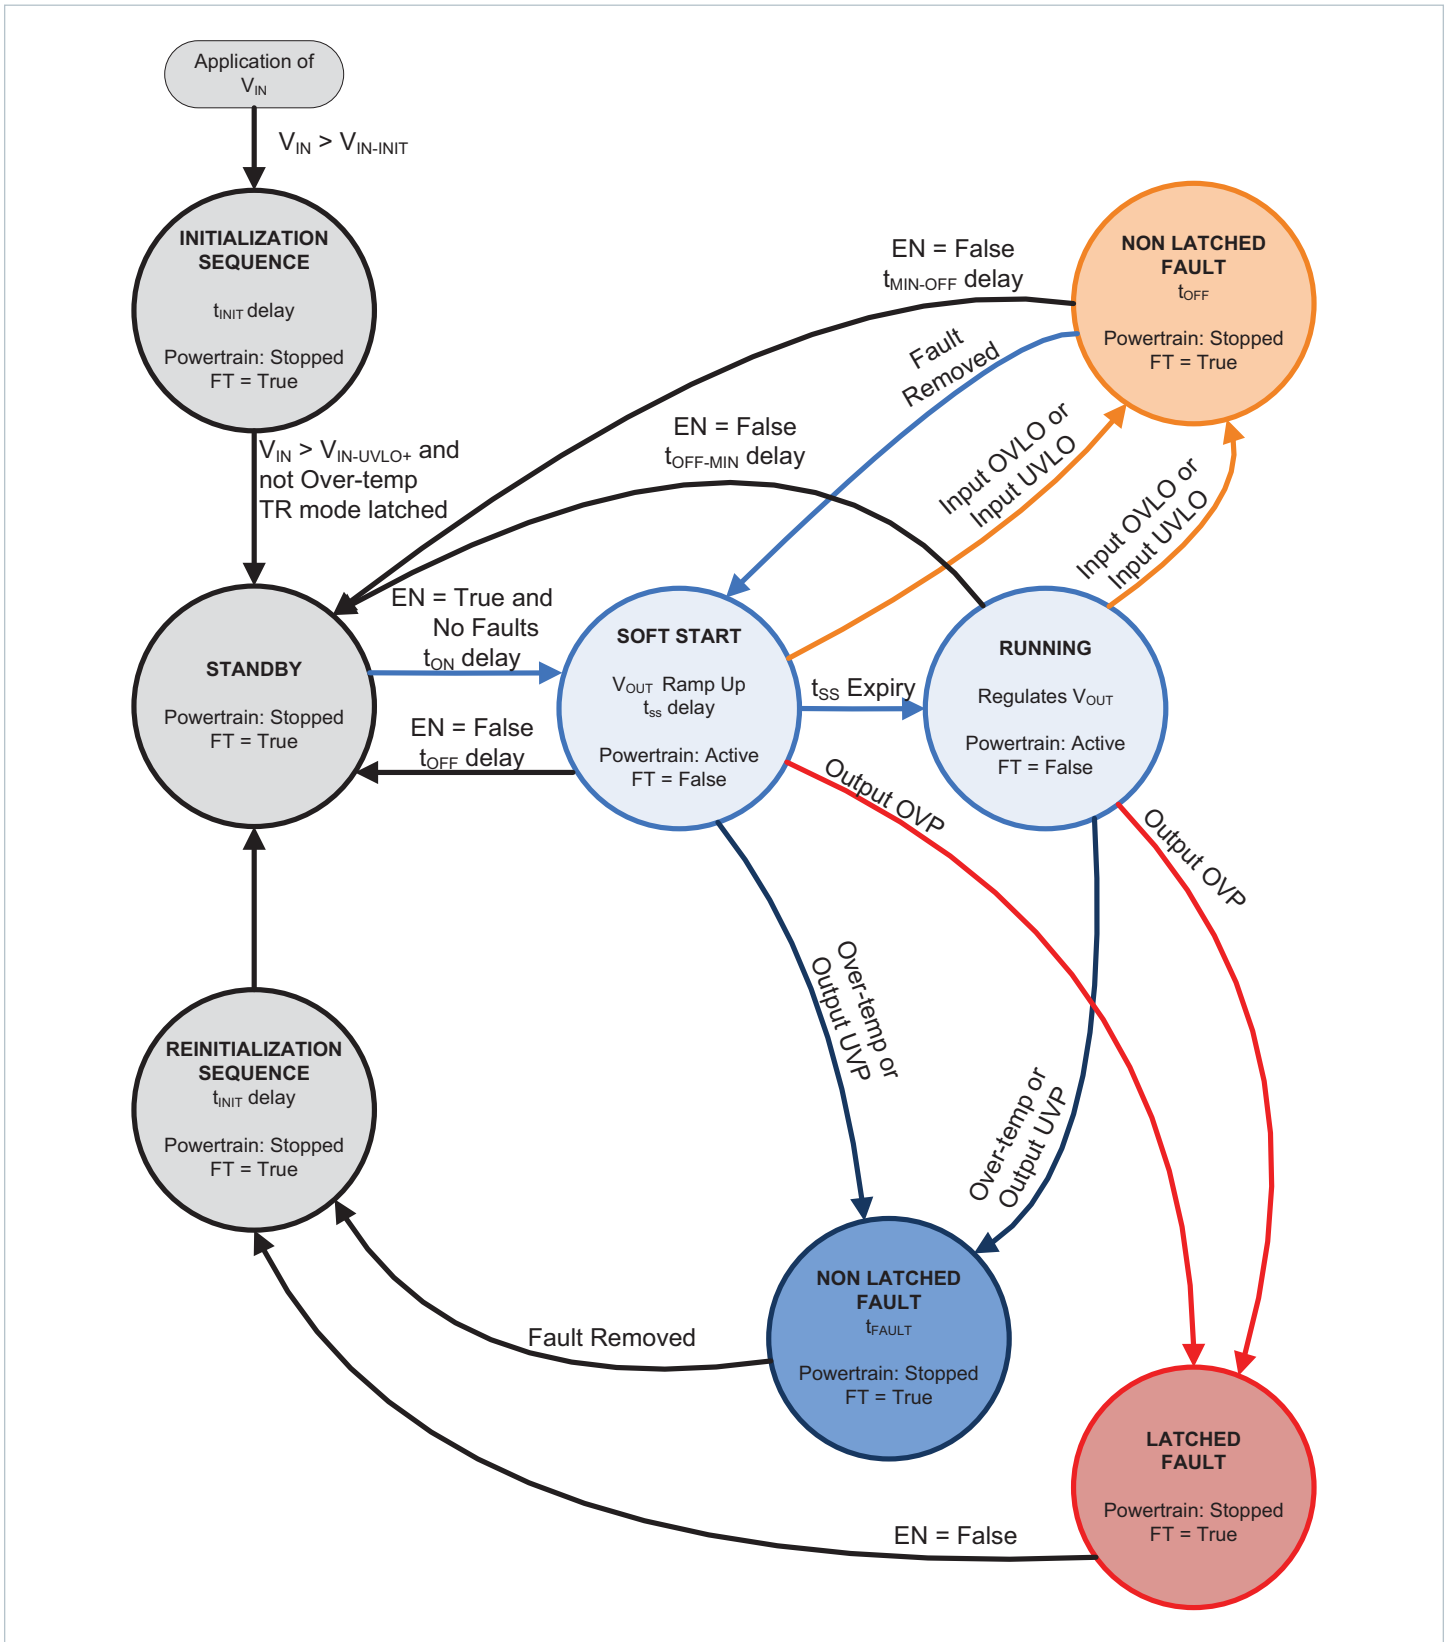 Application of
VIN
VIN > VIN-INIT
INITIALIZATION
SEQUENCE
tINIT delay
Powertrain: Stopped
FT = True
VIN > VIN-UVLO+ and
not Over-temp
TR mode latched
STANDBY
Powertrain: Stopped
FT = True
EN = True and
No Faults
tON delay
EN = False
tOFF delay
SOFT START
VOUT Ramp Up
tss delay
Powertrain: Active
FT = False
tSS Expiry
RUNNING
Regulates VOUT
Powertrain: Active
FT = False
EN = False
tMIN-OFF delay
Fault
Removed
EN = False
tOFF-MIN delay
Input OVLO or
Input UVLO
Input OVLO or
Input UVLO
NON LATCHED
FAULT
tOFF
Powertrain: Stopped
FT = True
Output OVP
Output OVP
Over-temp or
Output UVP
Over-temp or
Output UVP
REINITIALIZATION
SEQUENCE
tINIT delay
Powertrain: Stopped
FT = True
Fault Removed
NON LATCHED
FAULT
tFAULT
Powertrain: Stopped
FT = True
EN = False
LATCHED
FAULT
Powertrain: Stopped
FT = True